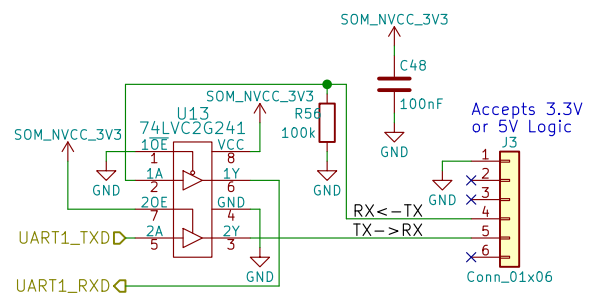 SOM_NVCC_3V3
C48
100nF
GND
SOM_NVCC_3V3
R56
100k
GND
U13
74LVC2G241
SOM_NVCC_3V3
GND
1OE
1
1A
2
2OE
7
2A
5
VCC
8
1Y
6
GND
4
2Y
3
GND
UART1_TXD
UART1_RXD
Accepts 3.3V
or 5V Logic
J3
1
2
3
4
5
6
GND
RX<-TX
TX->RX
Conn_01x06